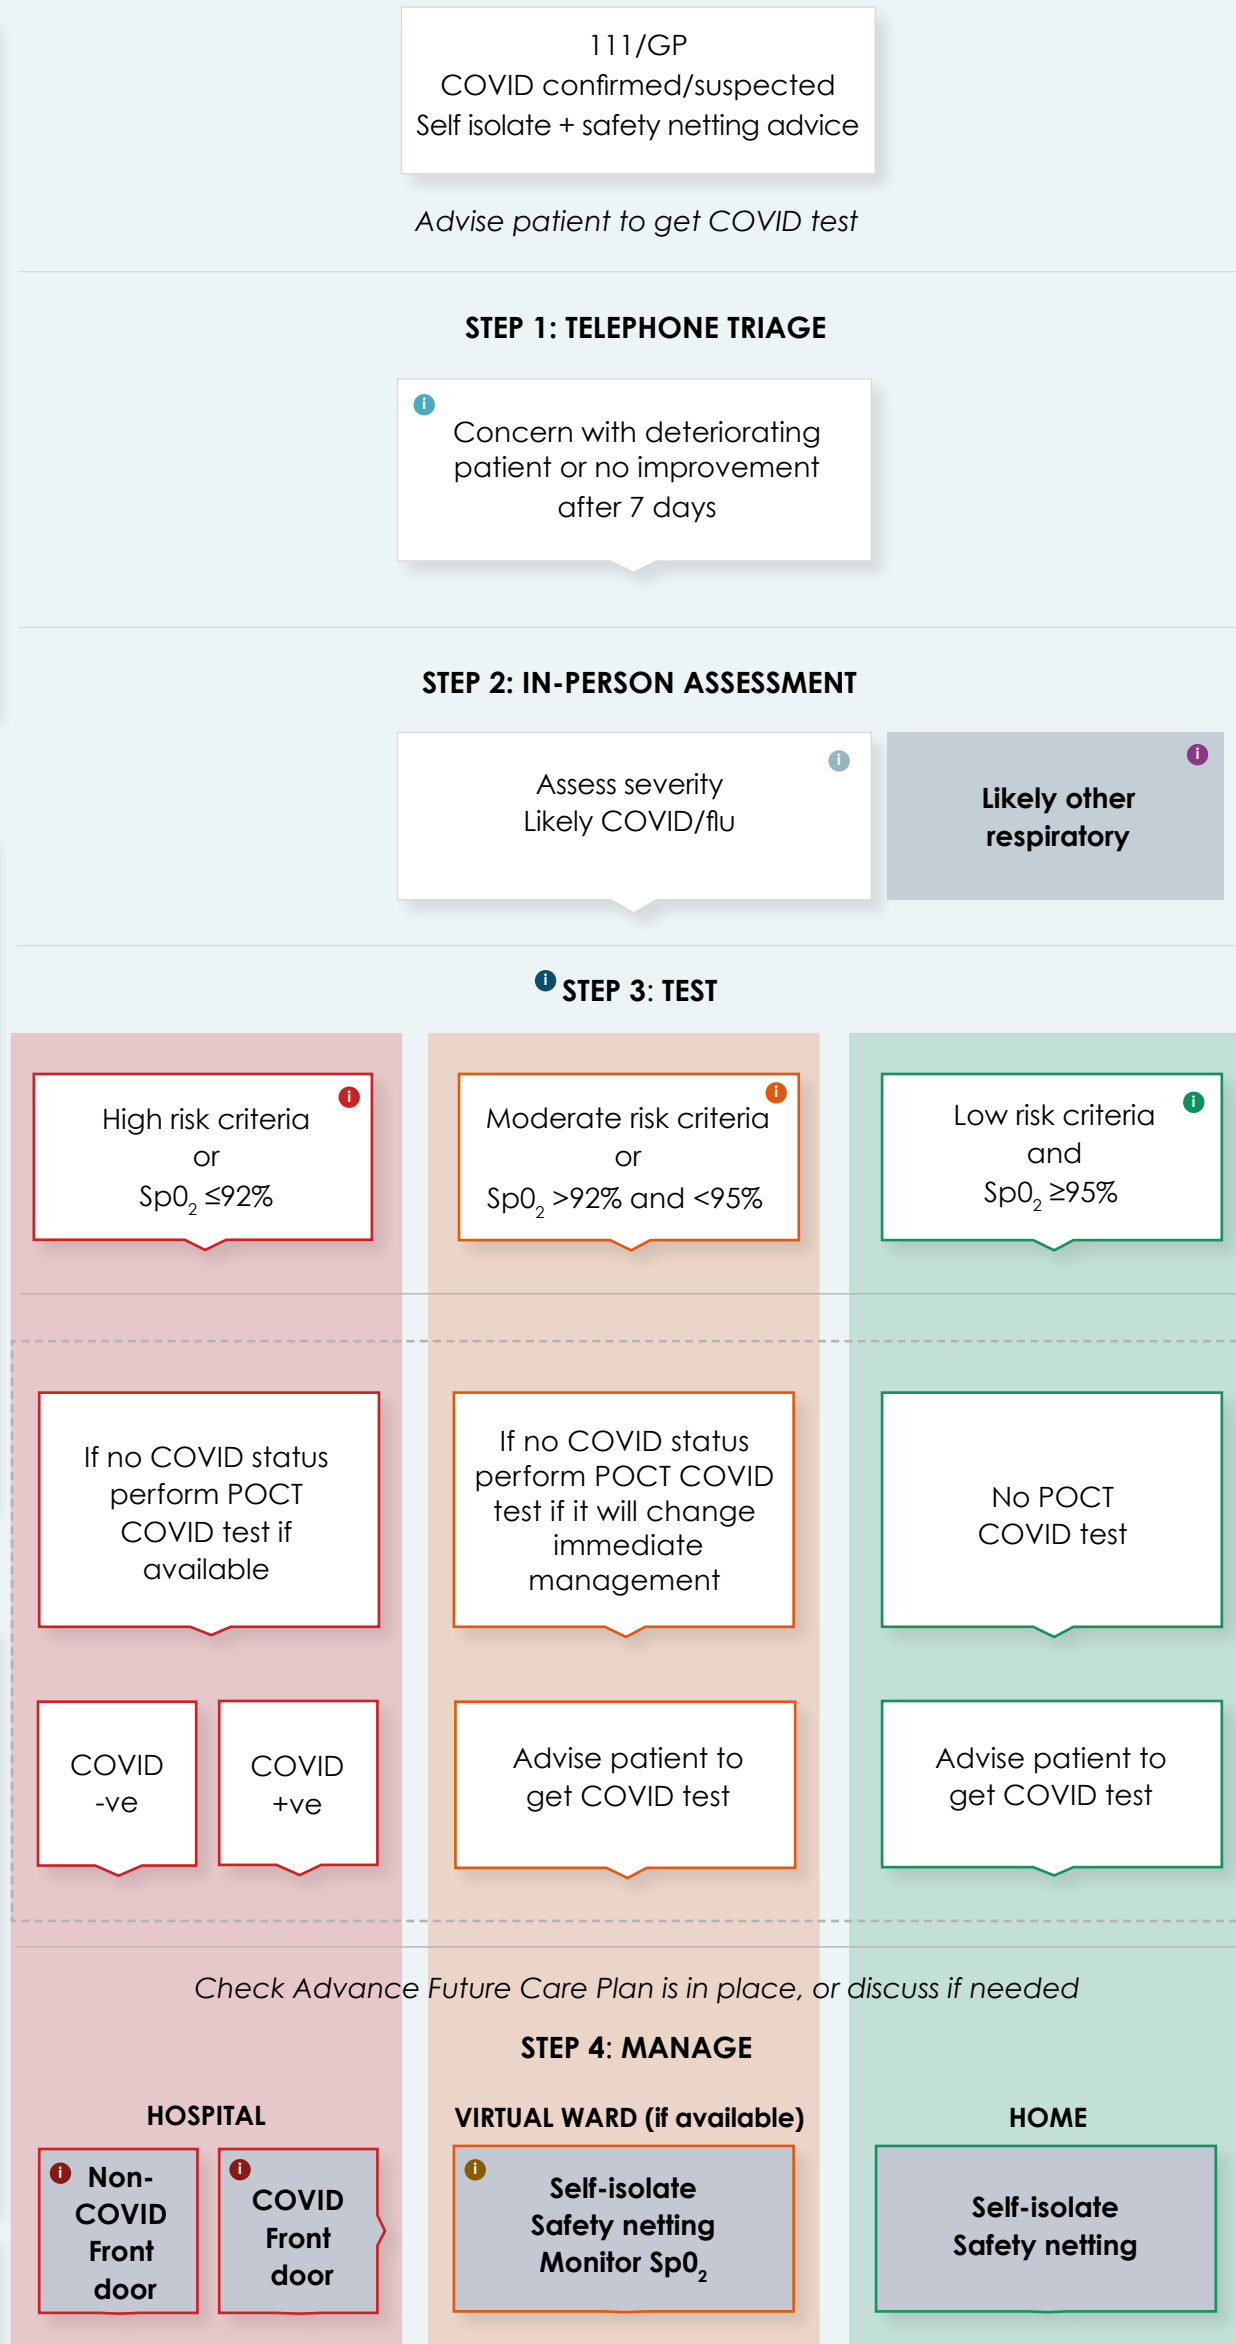 111/GP
COVID confirmed/suspected
Self isolate + safety netting advice
Advise patient to get COVID test
STEP 1: TELEPHONE TRIAGE
i
Concern with deteriorating
patient or no improvement
after 7 days
STEP 2: IN-PERSON ASSESSMENT
i
Assess severity
Likely COVID/flu
i
Likely other
respiratory
i STEP 3: TEST
i
High risk criteria
or
Sp0₂ ≤92%
i
Moderate risk criteria
or
Sp0₂ >92% and <95%
i
Low risk criteria
and
Sp0₂ ≥95%
If no COVID status
perform POCT
COVID test if
available
If no COVID status
perform POCT COVID
test if it will change
immediate
management
No POCT
COVID test
COVID
-ve
COVID
+ve
Advise patient to
get COVID test
Advise patient to
get COVID test
Check Advance Future Care Plan is in place, or discuss if needed
STEP 4: MANAGE
HOSPITAL
i
Non-
COVID
Front
door
i
COVID
Front
door
VIRTUAL WARD (if available)
i
Self-isolate
Safety netting
Monitor Sp0₂
HOME
Self-isolate
Safety netting